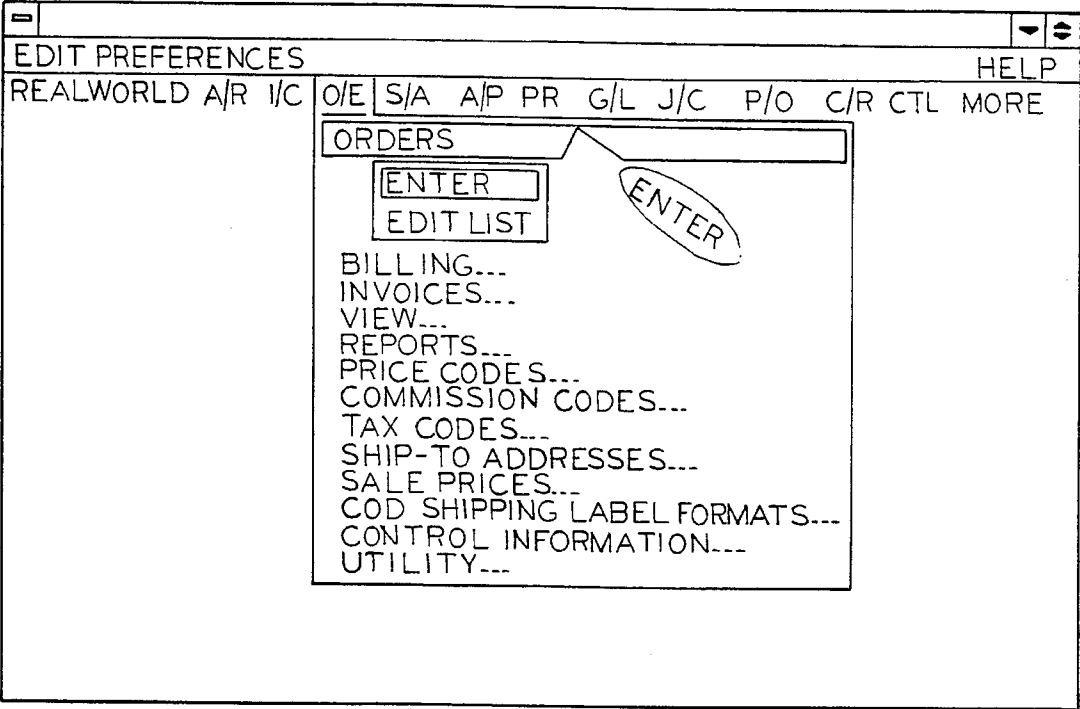 EDIT PREFERENCES HELP
REALWORLD A/R I/C O/E S/A A/P PR G/L J/C P/O C/R CTL MORE
ORDERS
ENTER
ENTER
EDIT LIST
BILLING---
INVOICES---
VIEW---
REPORTS---
PRICE CODES---
COMMISSION CODES---
TAX CODES---
SHIP-TO ADDRESSES---
SALE PRICES---
COD SHIPPING LABEL FORMATS---
CONTROL INFORMATION---
UTILITY---